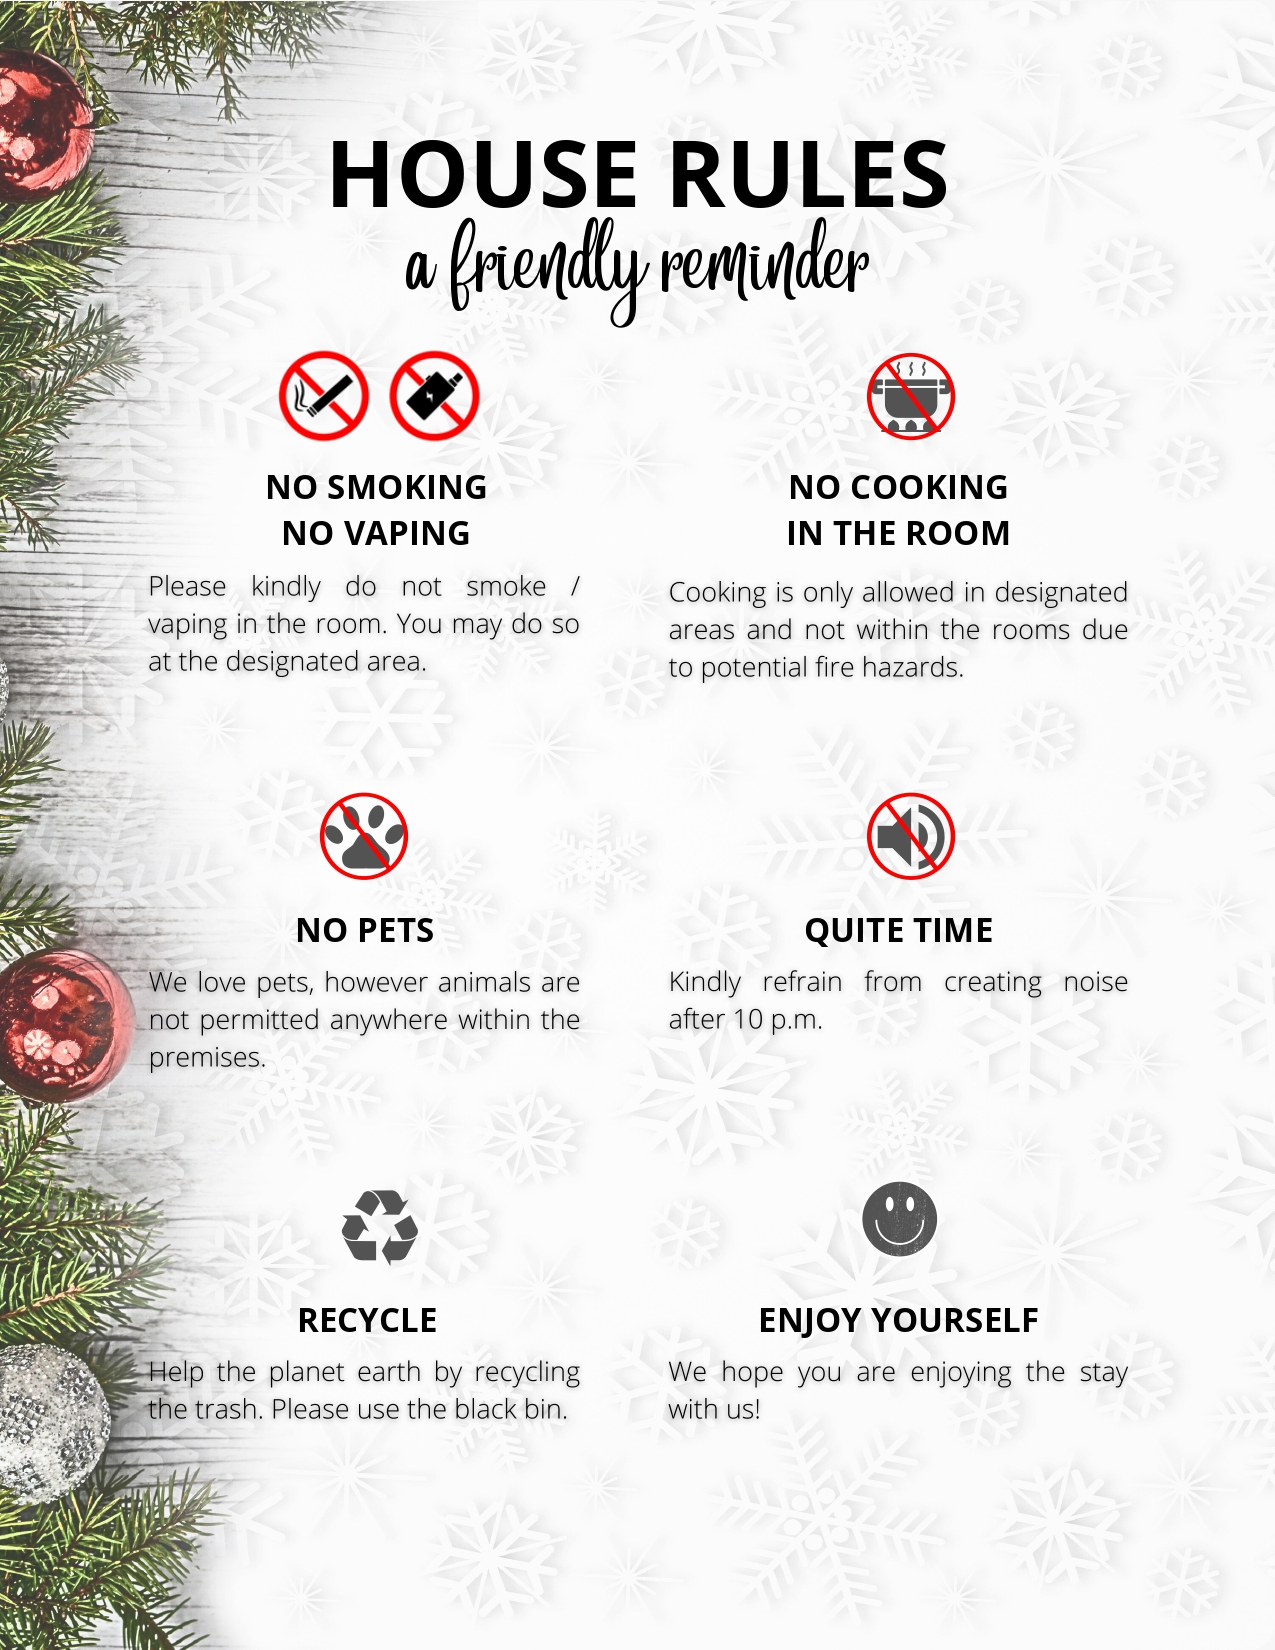 HOUSE RULES
a friendly reminder
NO SMOKING
NO VAPING
Please kindly do not smoke /
vaping in the room. You may do so
at the designated area.
NO COOKING
IN THE ROOM
Cooking is only allowed in designated
areas and not within the rooms due
to potential fire hazards.
NO PETS
We love pets, however animals are
not permitted anywhere within the
premises.
QUITE TIME
Kindly refrain from creating noise
after 10 p.m.
RECYCLE
Help the planet earth by recycling
the trash. Please use the black bin.
ENJOY YOURSELF
We hope you are enjoying the stay
with us!